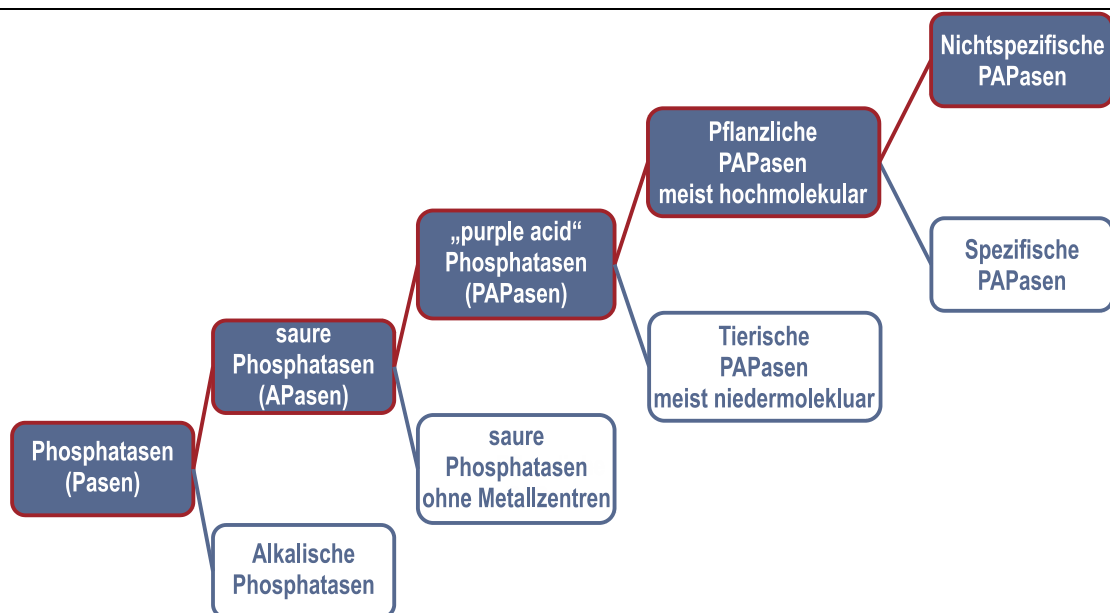 Nichtspezifische
PAPasen
Pflanzliche
PAPasen
meist hochmolekular
„purple acid“
Phosphatasen
(PAPasen)
Spezifische
PAPasen
saure
Phosphatasen
(APasen)
Tierische
PAPasen
meist niedermolekluar
Phosphatasen
(Pasen)
saure
Phosphatasen
ohne Metallzentren
Alkalische
Phosphatasen